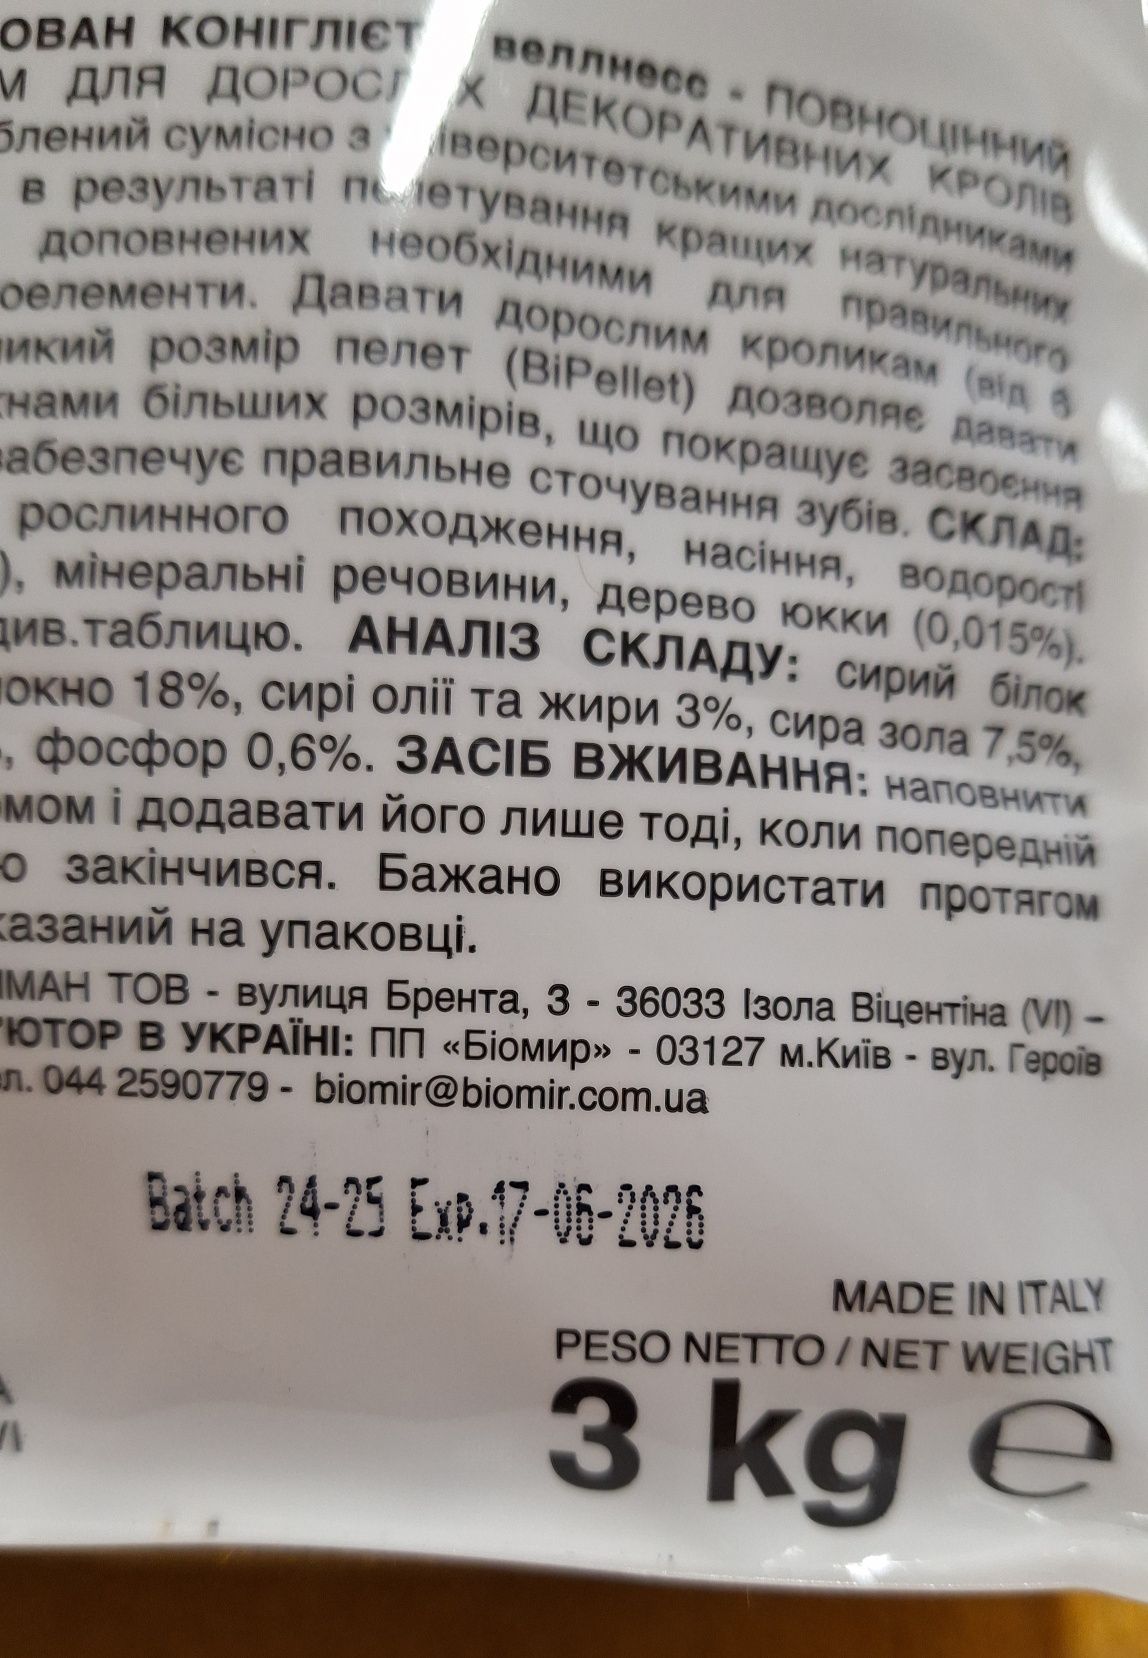 ОВАН КОНІГЛІЄТ веллнесс - ПОВНОЦІННИЙ
М ДЛЯ ДОРОСЛИХ ДЕКОРАТИВНИХ КРОЛІВ
блений сумісно з університетськими дослідниками
в результаті пелетування кращих натуральних
доповнених необхідними для правильного
оелементи. Давати дорослим кроликам (від 6
ликий розмір пелет (BiPellet) дозволяє давати
кнами більших розмірів, що покращує засвоєння
забезпечує правильне сточування зубів. СКЛАД:
рослинного походження, насіння, водорості
), мінеральні речовини, дерево юкки (0,015%).
див.таблицю. АНАЛІЗ СКЛАДУ: сирий білок
локно 18%, сирі олії та жири 3%, сира зола 7,5%,
, фосфор 0,6%. ЗАСІБ ВЖИВАННЯ: наповнити
мом і додавати його лише тоді, коли попередній
ю закінчився. Бажано використати протягом
казаний на упаковці.
ІМАН ТОВ - вулиця Брента, 3 - 36033 Ізола Віцентіна (VI) –
'ЮТОР В УКРАЇНІ: ПП «Біомир» - 03127 м.Київ - вул. Героїв
ел. 044 2590779 - biomir@biomir.com.ua
Batch 24-25 Exp.17-06-2026
MADE IN ITALY
PESO NETTO / NET WEIGHT
3 kg ℮